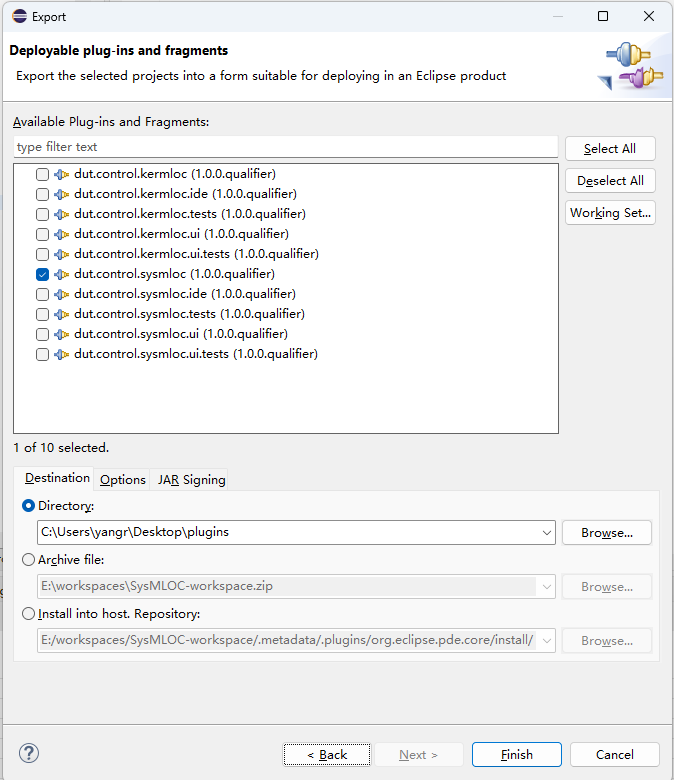 Export
Deployable plug-ins and fragments
Export the selected projects into a form suitable for deploying in an Eclipse product
Available Plug-ins and Fragments:
type filter text
Select All
dut.control.kermloc (1.0.0.qualifier)
Deselect All
dut.control.kermloc.ide (1.0.0.qualifier)
Working Set...
dut.control.kermloc.tests (1.0.0.qualifier)
dut.control.kermloc.ui (1.0.0.qualifier)
dut.control.kermloc.ui.tests (1.0.0.qualifier)
dut.control.sysmloc (1.0.0.qualifier)
dut.control.sysmloc.ide (1.0.0.qualifier)
dut.control.sysmloc.tests (1.0.0.qualifier)
dut.control.sysmloc.ui (1.0.0.qualifier)
dut.control.sysmloc.ui.tests (1.0.0.qualifier)
1 of 10 selected.
Destination Options JAR Signing
Directory:
C:\Users\yangr\Desktop\plugins Browse...
Archive file:
E:\workspaces\SysMLOC-workspace.zip Browse...
Install into host. Repository:
E:/workspaces/SysMLOC-workspace/.metadata/.plugins/org.eclipse.pde.core/install/ Browse...
? < Back Next > Finish Cancel